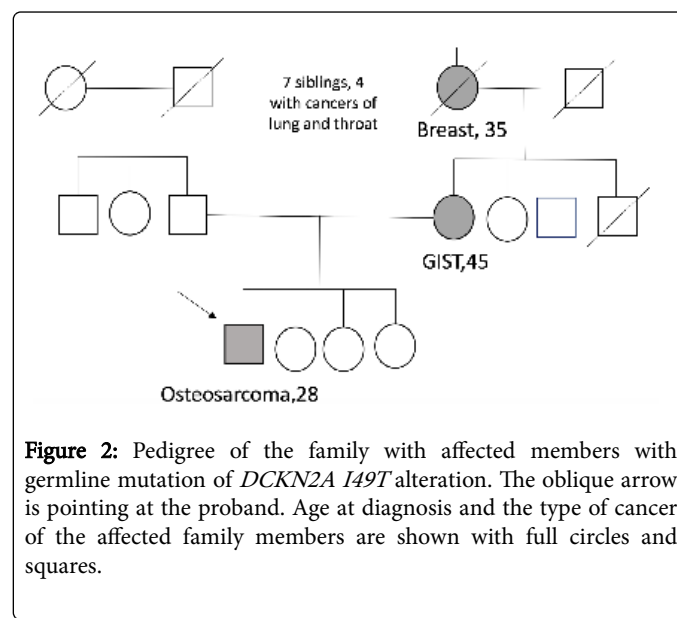 7 siblings, 4
with cancers of
lung and throat
Breast, 35
GIST,45
Osteosarcoma,28
Figure 2: Pedigree of the family with affected members with
germline mutation of DCKN2A I49T alteration. The oblique arrow
is pointing at the proband. Age at diagnosis and the type of cancer
of the affected family members are shown with full circles and
squares.